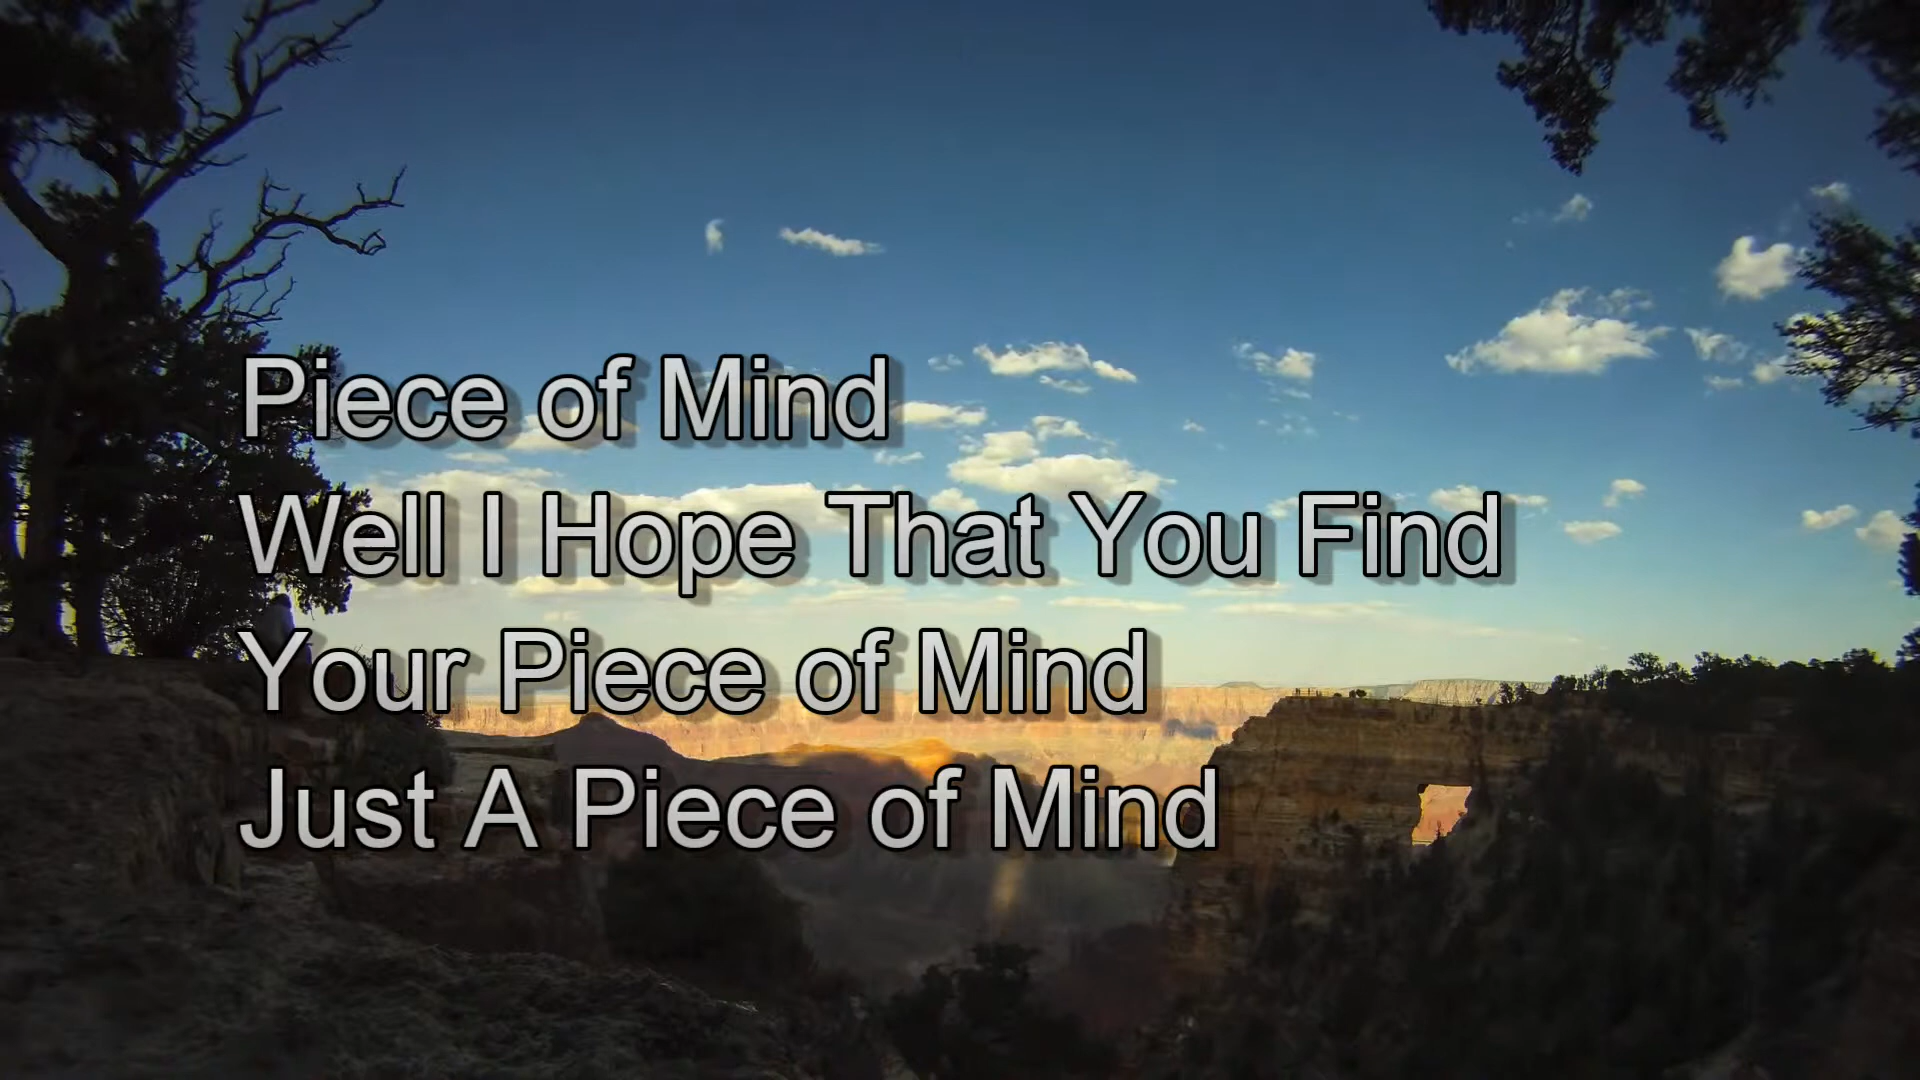 Piece of Mind
Well I Hope That You Find
Your Piece of Mind
Just A Piece of Mind